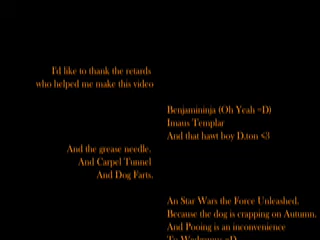 I'd like to thank the retards
who helped me make this video
Benjamininja (Oh Yeah =D)
Imaus Templar
And that hawt boy D.ton <3
And the grease needle.
And Carpel Tunnel
And Dog Farts.
An Star Wars the Force Unleashed.
Because the dog is crapping on Autumn,
And Pooing is an inconvenience